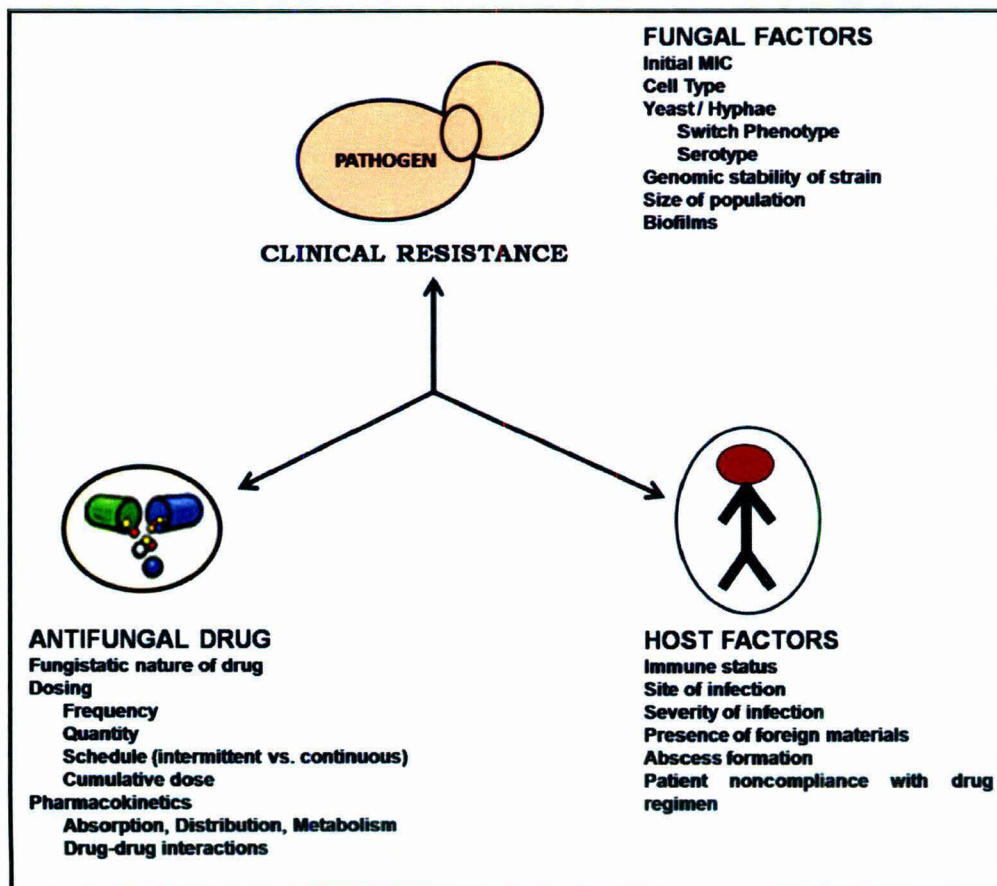 FUNGAL FACTORS
Initial MIC
Cell Type
Yeast / Hyphae
Switch Phenotype
Serotype
Genomic stability of strain
Size of population
Biofilms
PATHOGEN
CLINICAL RESISTANCE
ANTIFUNGAL DRUG
Fungistatic nature of drug
Dosing
Frequency
Quantity
Schedule (intermittent vs. continuous)
Cumulative dose
Pharmacokinetics
Absorption, Distribution, Metabolism
Drug-drug interactions
HOST FACTORS
Immune status
Site of infection
Severity of infection
Presence of foreign materials
Abscess formation
Patient noncompliance with drug
regimen